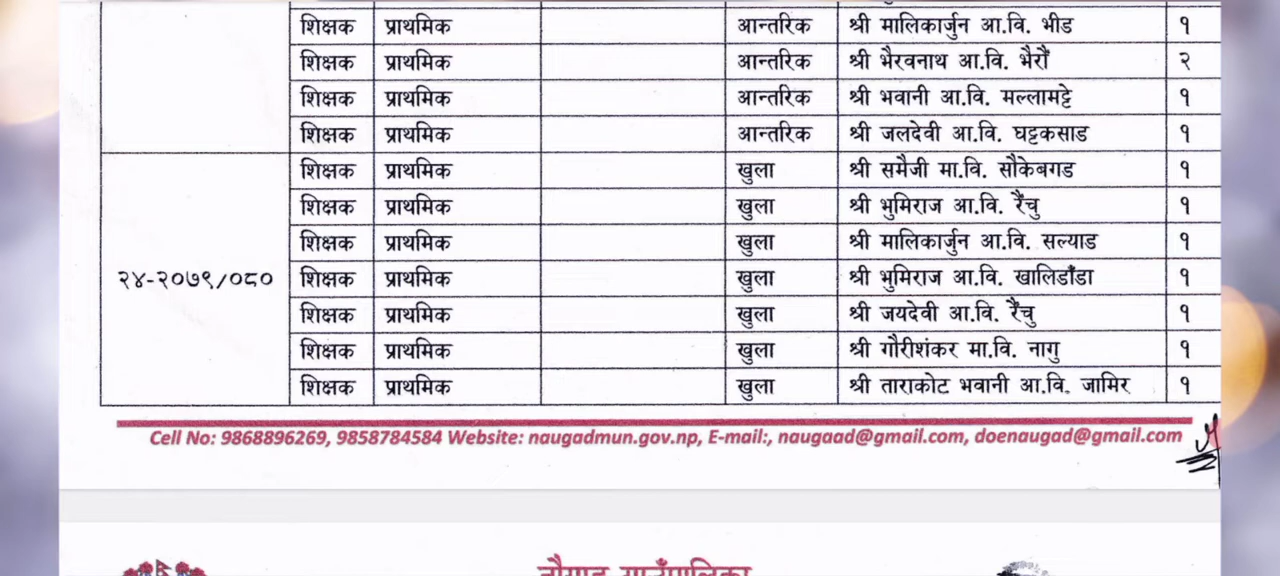 शिक्षक प्राथमिक आन्तरिक श्री मालिकार्जुन आ.वि. भीड १
शिक्षक प्राथमिक आन्तरिक श्री भैरवनाथ आ.वि. भैरौं २
शिक्षक प्राथमिक आन्तरिक श्री भवानी आ.वि. मल्लामट्टे १
शिक्षक प्राथमिक आन्तरिक श्री जलदेवी आ.वि. घट्टकसाड १
शिक्षक प्राथमिक खुला श्री समैजी मा.वि. सौकेबगड १
शिक्षक प्राथमिक खुला श्री भुमिराज आ.वि. रैंचु १
शिक्षक प्राथमिक खुला श्री मालिकार्जुन आ.वि. सल्याड १
२४-२०७९/०८० शिक्षक प्राथमिक खुला श्री भुमिराज आ.वि. खालिडाँडा १
शिक्षक प्राथमिक खुला श्री जयदेवी आ.वि. रैंचु १
शिक्षक प्राथमिक खुला श्री गौरीशंकर मा.वि. नागु १
शिक्षक प्राथमिक खुला श्री ताराकोट भवानी आ.वि. जामिर १
Cell No: 9868896269, 9858784584 Website: naugadmun.gov.np, E-mail:, naugaad@gmail.com, doenaugad@gmail.com